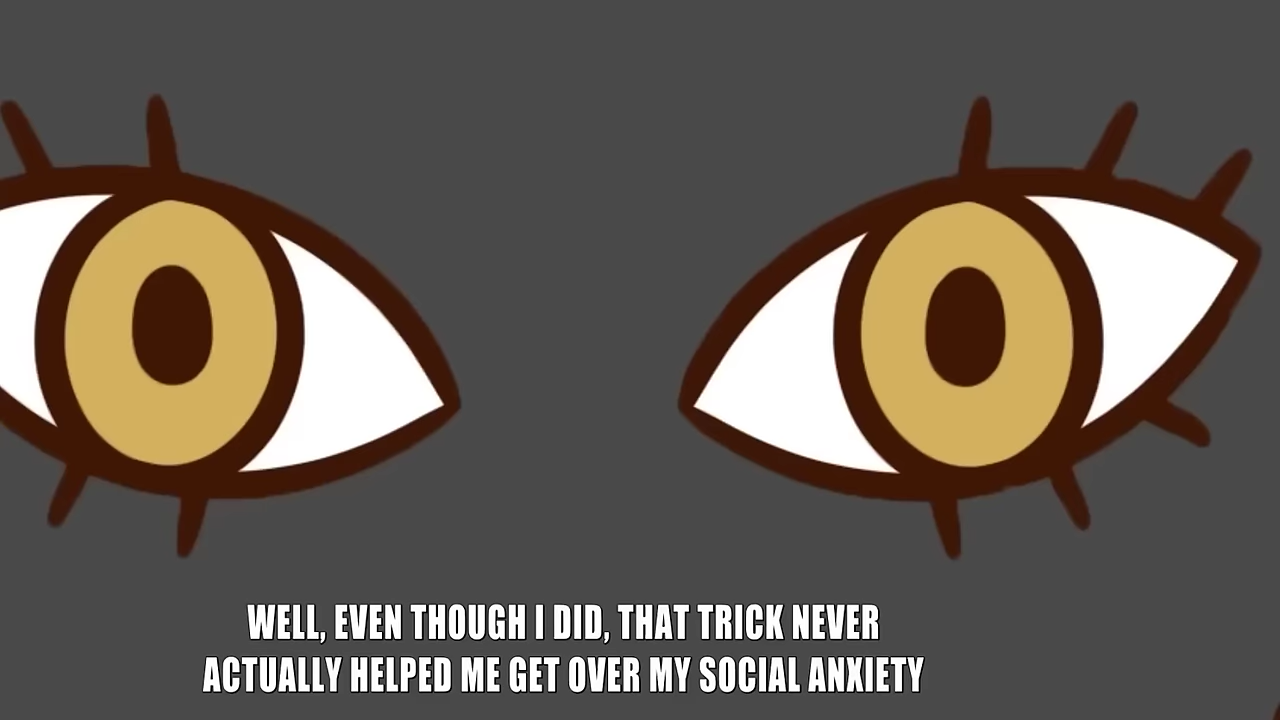 WELL, EVEN THOUGH I DID, THAT TRICK NEVER
ACTUALLY HELPED ME GET OVER MY SOCIAL ANXIETY